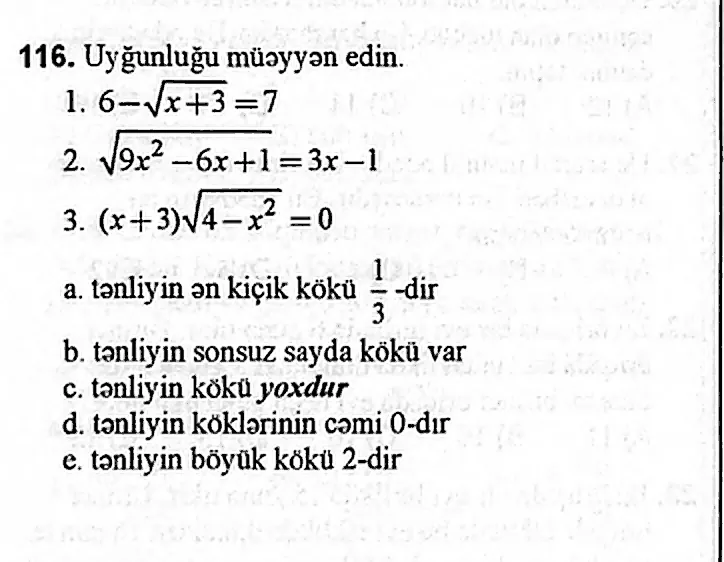 116. Uyğunluğu müəyyən edin.
1. 6−√(x+3) = 7
2. √(9x² −6x+1) = 3x−1
3. (x+3)√(4−x²) = 0
a. tənliyin ən kiçik kökü 1/3 -dir
b. tənliyin sonsuz sayda kökü var
c. tənliyin kökü yoxdur
d. tənliyin köklərinin cəmi 0-dır
e. tənliyin böyük kökü 2-dir